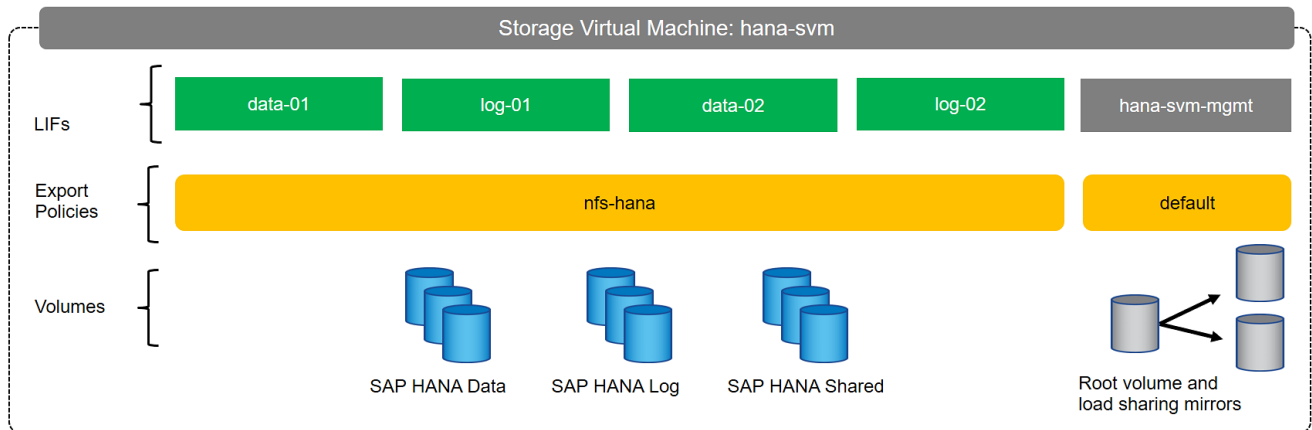 Storage Virtual Machine: hana-svm
LIFs
data-01
log-01
data-02
log-02
hana-svm-mgmt
Export
Policies
nfs-hana
default
Volumes
SAP HANA Data
SAP HANA Log
SAP HANA Shared
Root volume and
load sharing mirrors